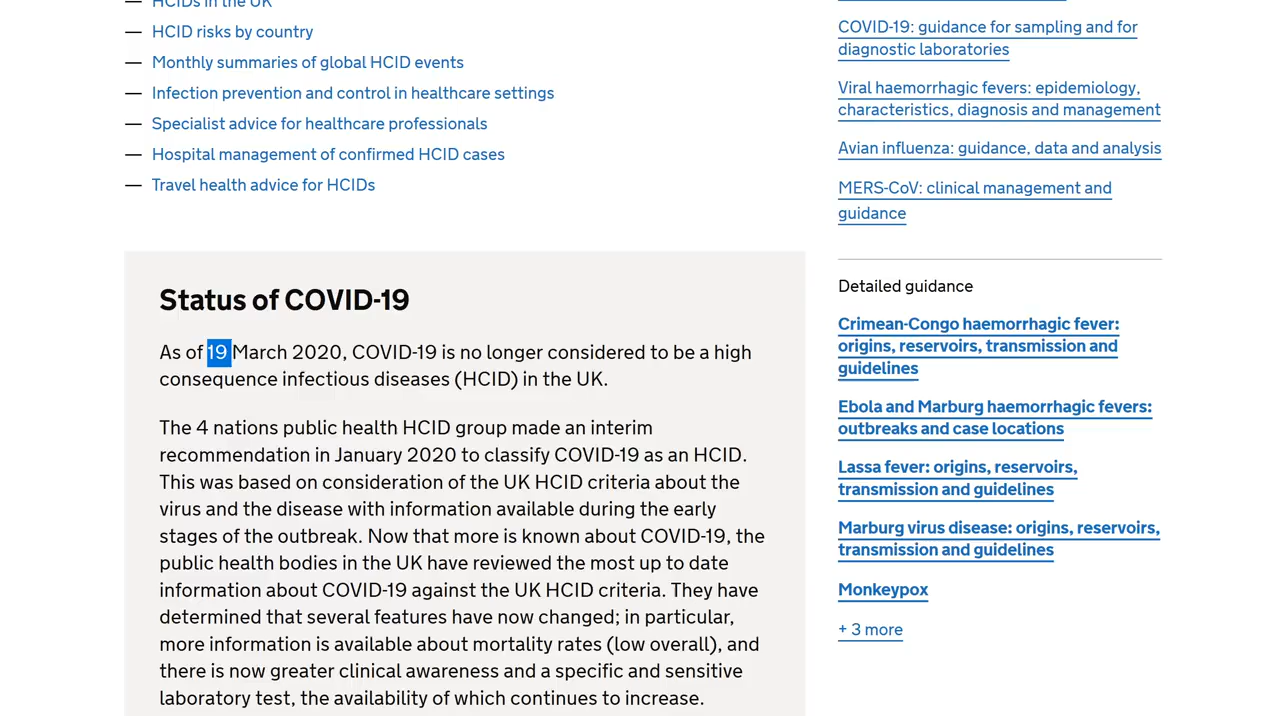 — HCIDs in the UK
— HCID risks by country
— Monthly summaries of global HCID events
— Infection prevention and control in healthcare settings
— Specialist advice for healthcare professionals
— Hospital management of confirmed HCID cases
— Travel health advice for HCIDs
Status of COVID-19
As of 19 March 2020, COVID-19 is no longer considered to be a high
consequence infectious diseases (HCID) in the UK.
The 4 nations public health HCID group made an interim
recommendation in January 2020 to classify COVID-19 as an HCID.
This was based on consideration of the UK HCID criteria about the
virus and the disease with information available during the early
stages of the outbreak. Now that more is known about COVID-19, the
public health bodies in the UK have reviewed the most up to date
information about COVID-19 against the UK HCID criteria. They have
determined that several features have now changed; in particular,
more information is available about mortality rates (low overall), and
there is now greater clinical awareness and a specific and sensitive
laboratory test, the availability of which continues to increase.
COVID-19: guidance for sampling and for
diagnostic laboratories
Viral haemorrhagic fevers: epidemiology,
characteristics, diagnosis and management
Avian influenza: guidance, data and analysis
MERS-CoV: clinical management and
guidance
Detailed guidance
Crimean-Congo haemorrhagic fever:
origins, reservoirs, transmission and
guidelines
Ebola and Marburg haemorrhagic fevers:
outbreaks and case locations
Lassa fever: origins, reservoirs,
transmission and guidelines
Marburg virus disease: origins, reservoirs,
transmission and guidelines
Monkeypox
+ 3 more